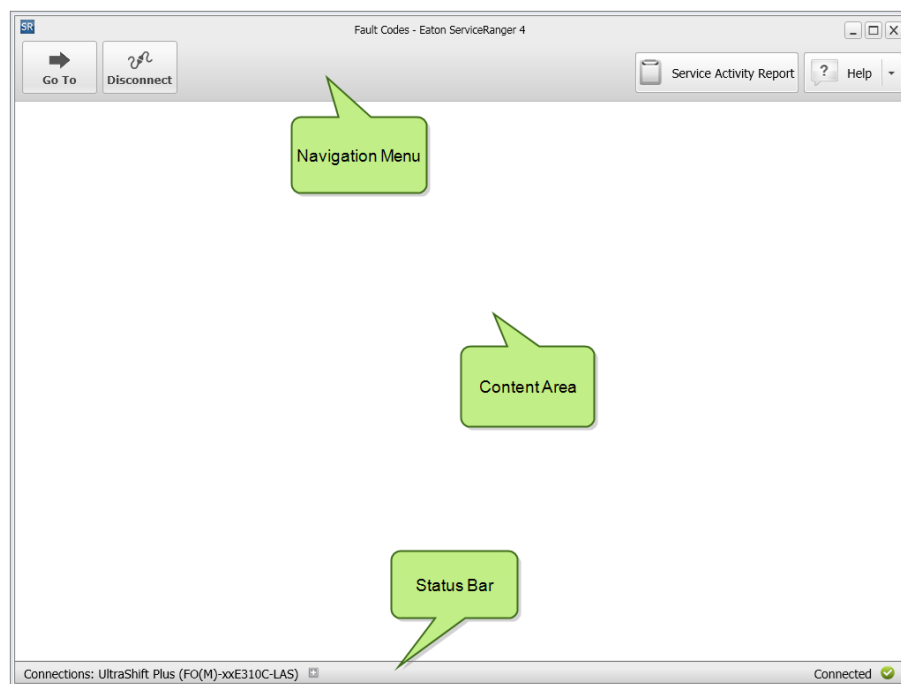 SR
Fault Codes - Eaton ServiceRanger 4
Go To
Disconnect
Service Activity Report
? Help
Navigation Menu
Content Area
Status Bar
Connections: UltraShift Plus (FO(M)-xxE310C-LAS)
Connected